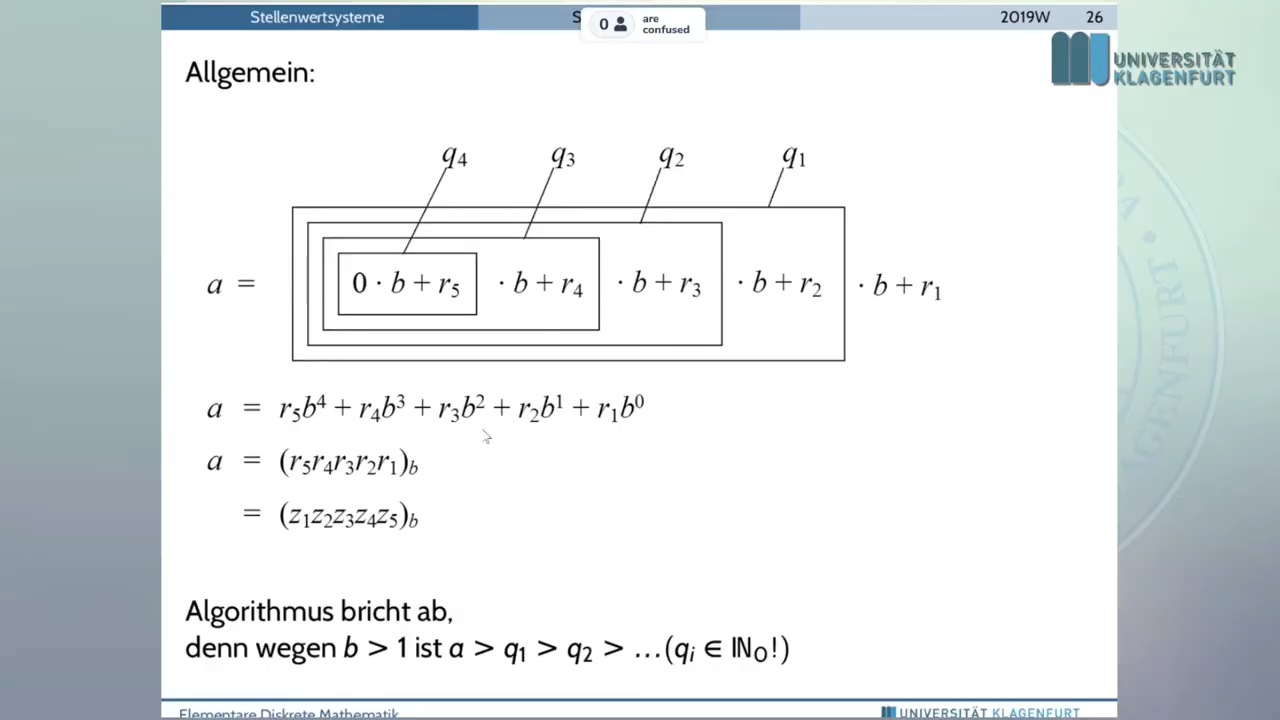 Stellenwertsysteme
S
0 are
confused
2019W 26
UNIVERSITÄT
KLAGENFURT
Allgemein:
q4 q3 q2 q1
a = 0 · b + r5 · b + r4 · b + r3 · b + r2 · b + r1
a = r5b⁴ + r4b³ + r3b² + r2b¹ + r1b⁰
a = (r5r4r3r2r1)b
= (z1z2z3z4z5)b
Algorithmus bricht ab,
denn wegen b > 1 ist a > q1 > q2 > …(qi ∈ ℕ0!)
Elementare Diskrete Mathematik
UNIVERSITÄT KLAGENFURT